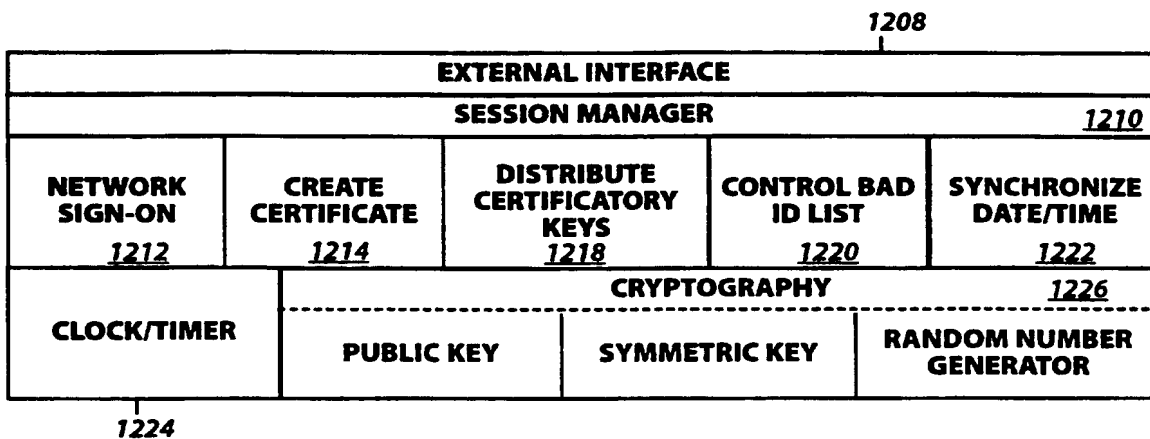 1208
EXTERNAL INTERFACE
SESSION MANAGER
1210
NETWORK
SIGN-ON
1212
CREATE
CERTIFICATE
1214
DISTRIBUTE
CERTIFICATORY
KEYS
1218
CONTROL BAD
ID LIST
1220
SYNCHRONIZE
DATE/TIME
1222
CLOCK/TIMER
CRYPTOGRAPHY
1226
PUBLIC KEY
SYMMETRIC KEY
RANDOM NUMBER
GENERATOR
1224